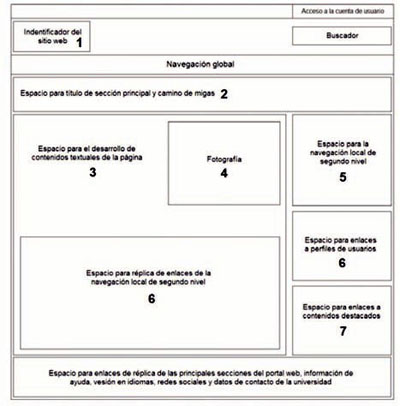 Acceso a la cuenta de usuario
Indentificador del
sitio web 1
Buscador
Navegación global
Espacio para título de sección principal y camino de migas 2
Espacio para el desarrollo de
contenidos textuales de la página
3
Fotografía
4
Espacio para la
navegación local de
segundo nivel
5
Espacio para enlaces
a perfiles de usuarios
6
Espacio para réplica de enlaces de la
navegación local de segundo nivel
6
Espacio para enlaces a
contenidos destacados
7
Espacio para enlaces de réplica de las principales secciones del portal web, información de
ayuda, vesión en idiomas, redes sociales y datos de contacto de la universidad